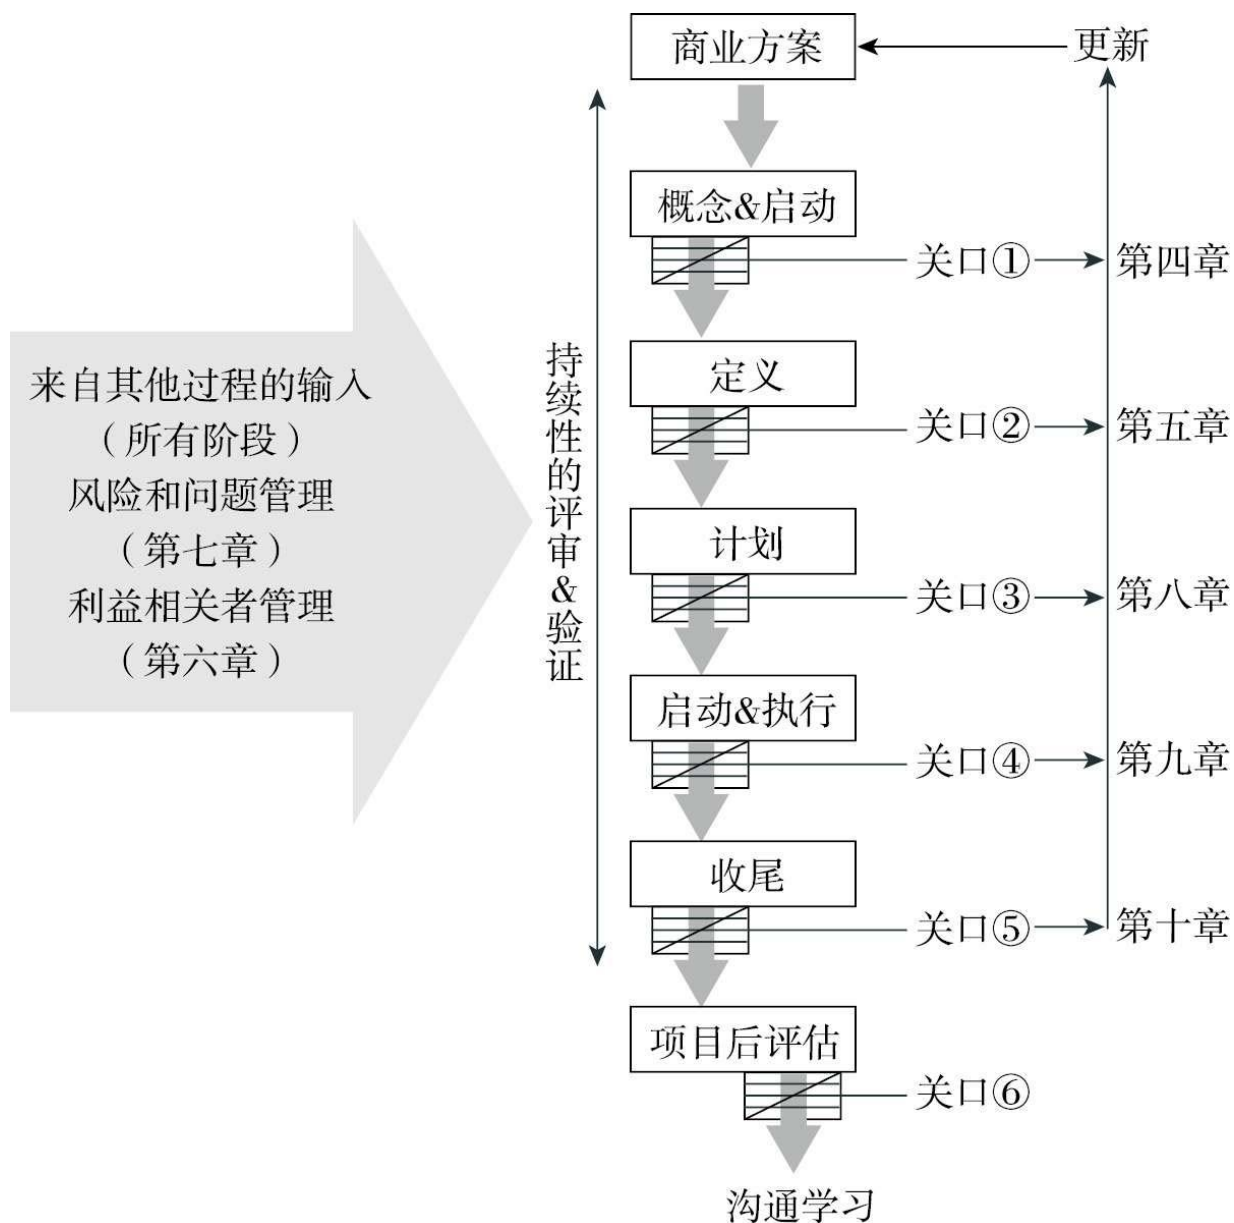 商业方案
更新
概念&启动
关口①
第四章
定义
关口②
第五章
来自其他过程的输入
（所有阶段）
风险和问题管理
（第七章）
利益相关者管理
（第六章）
持续性的评审&验证
计划
关口③
第八章
启动&执行
关口④
第九章
收尾
关口⑤
第十章
项目后评估
关口⑥
沟通学习